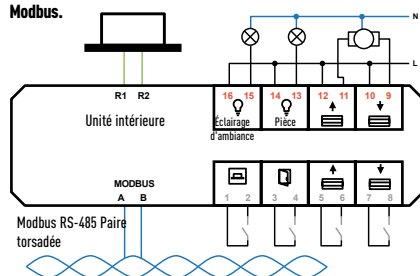 Modbus.
N
L
R1 R2
16 15 14 13 12 11 10 9
Unité intérieure
Éclairage d'ambiance
Pièce
MODBUS
A B
1 2 3 4 5 6 7 8
Modbus RS-485 Paire
torsadée